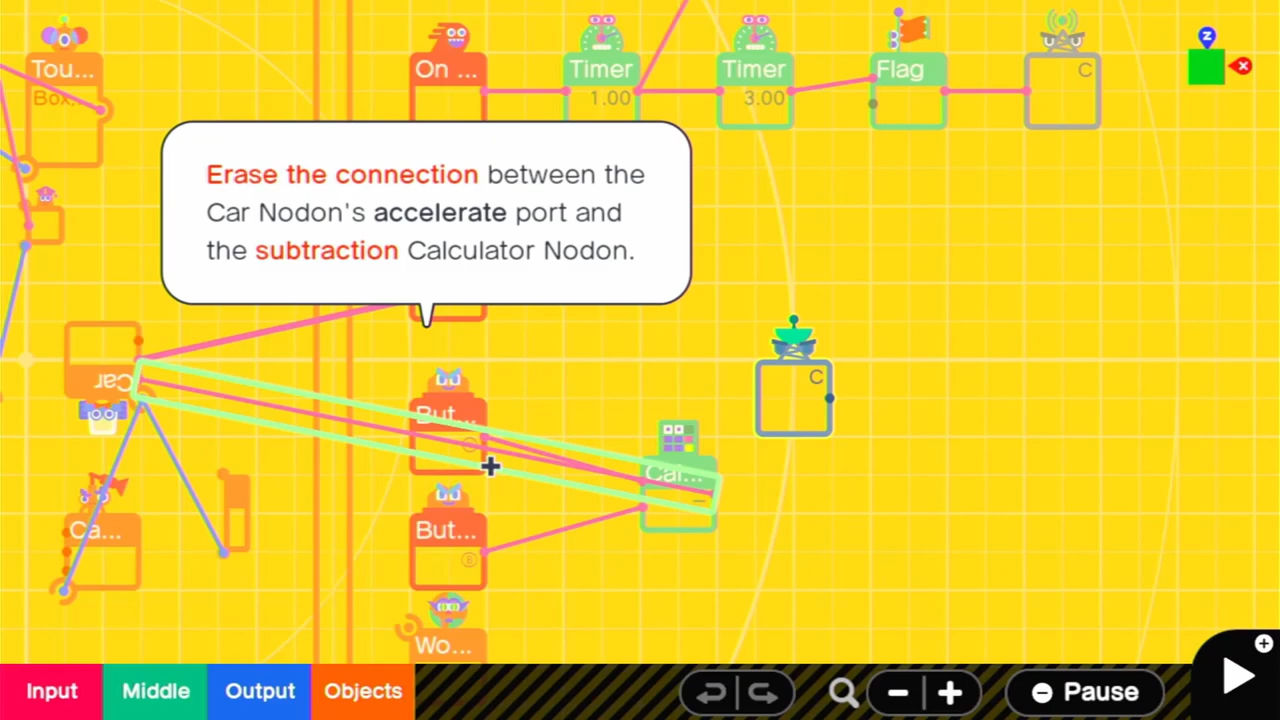 Tou...
Box.
On ...
Timer
1.00
Timer
3.00
Flag
C
Z
X
Erase the connection between the
Car Nodon's accelerate port and
the subtraction Calculator Nodon.
Car
But...
C
Cal...
Ca...
But...
B
Wo...
Input
Middle
Output
Objects
Pause